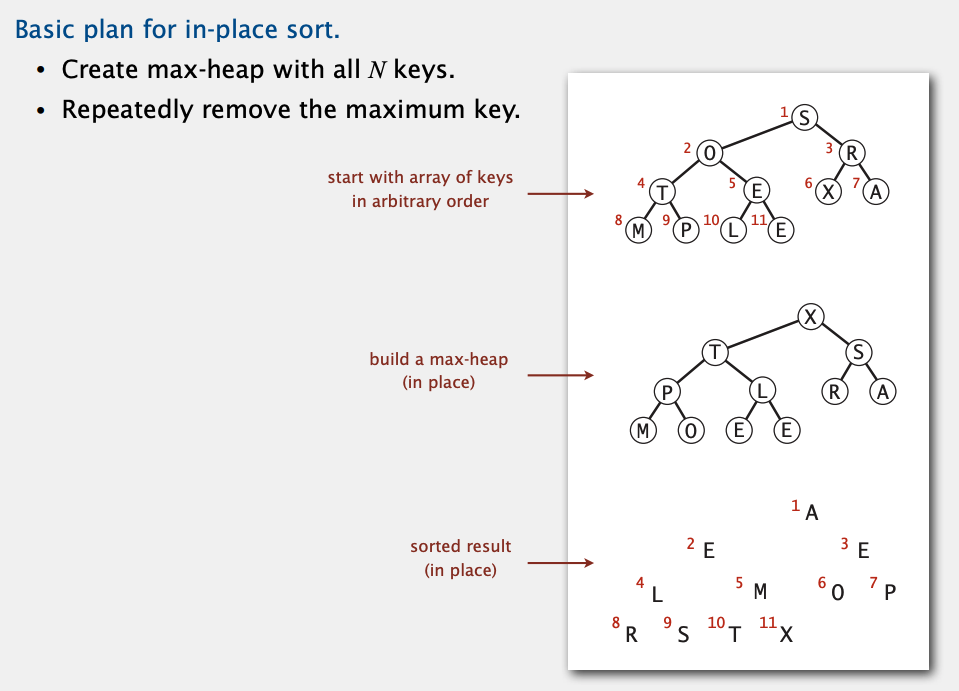 Basic plan for in-place sort.
• Create max-heap with all N keys.
• Repeatedly remove the maximum key.
start with array of keys
in arbitrary order
1 S
2 O 3 R
4 T 5 E 6 X 7 A
8 M 9 P 10 L 11 E
build a max-heap
(in place)
X
T S
P L R A
M O E E
sorted result
(in place)
1 A
2 E 3 E
4 L 5 M 6 O 7 P
8 R 9 S 10 T 11 X